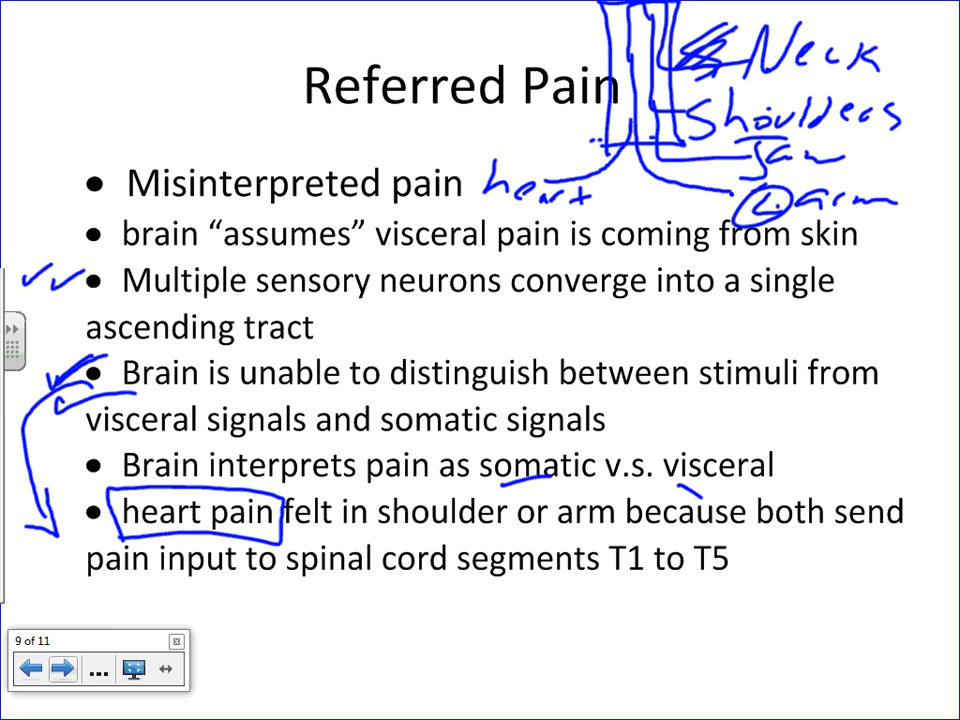 Neck
Referred Pain
Shoulders
Jaw
• Misinterpreted pain heart
L. arm
• brain “assumes” visceral pain is coming from skin
• Multiple sensory neurons converge into a single
ascending tract
• Brain is unable to distinguish between stimuli from
visceral signals and somatic signals
• Brain interprets pain as somatic v.s. visceral
• heart pain felt in shoulder or arm because both send
pain input to spinal cord segments T1 to T5
9 of 11
...